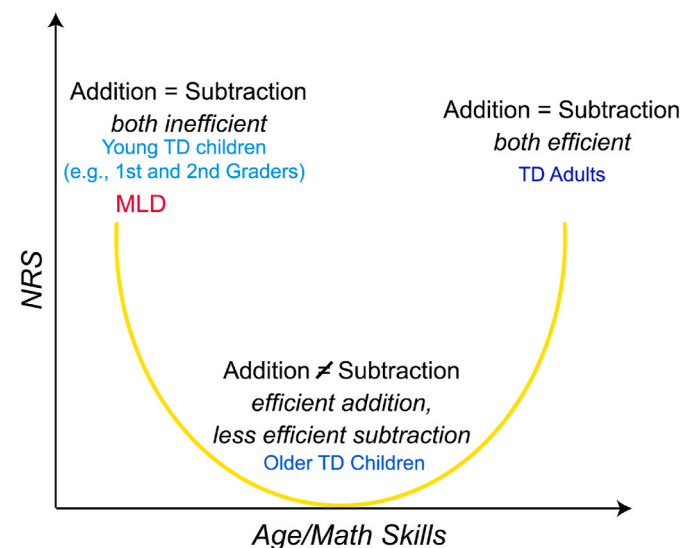 Addition = Subtraction
both inefficient
Young TD children
(e.g., 1st and 2nd Graders)
MLD
Addition = Subtraction
both efficient
TD Adults
NRS
Addition ≠ Subtraction
efficient addition,
less efficient subtraction
Older TD Children
Age/Math Skills